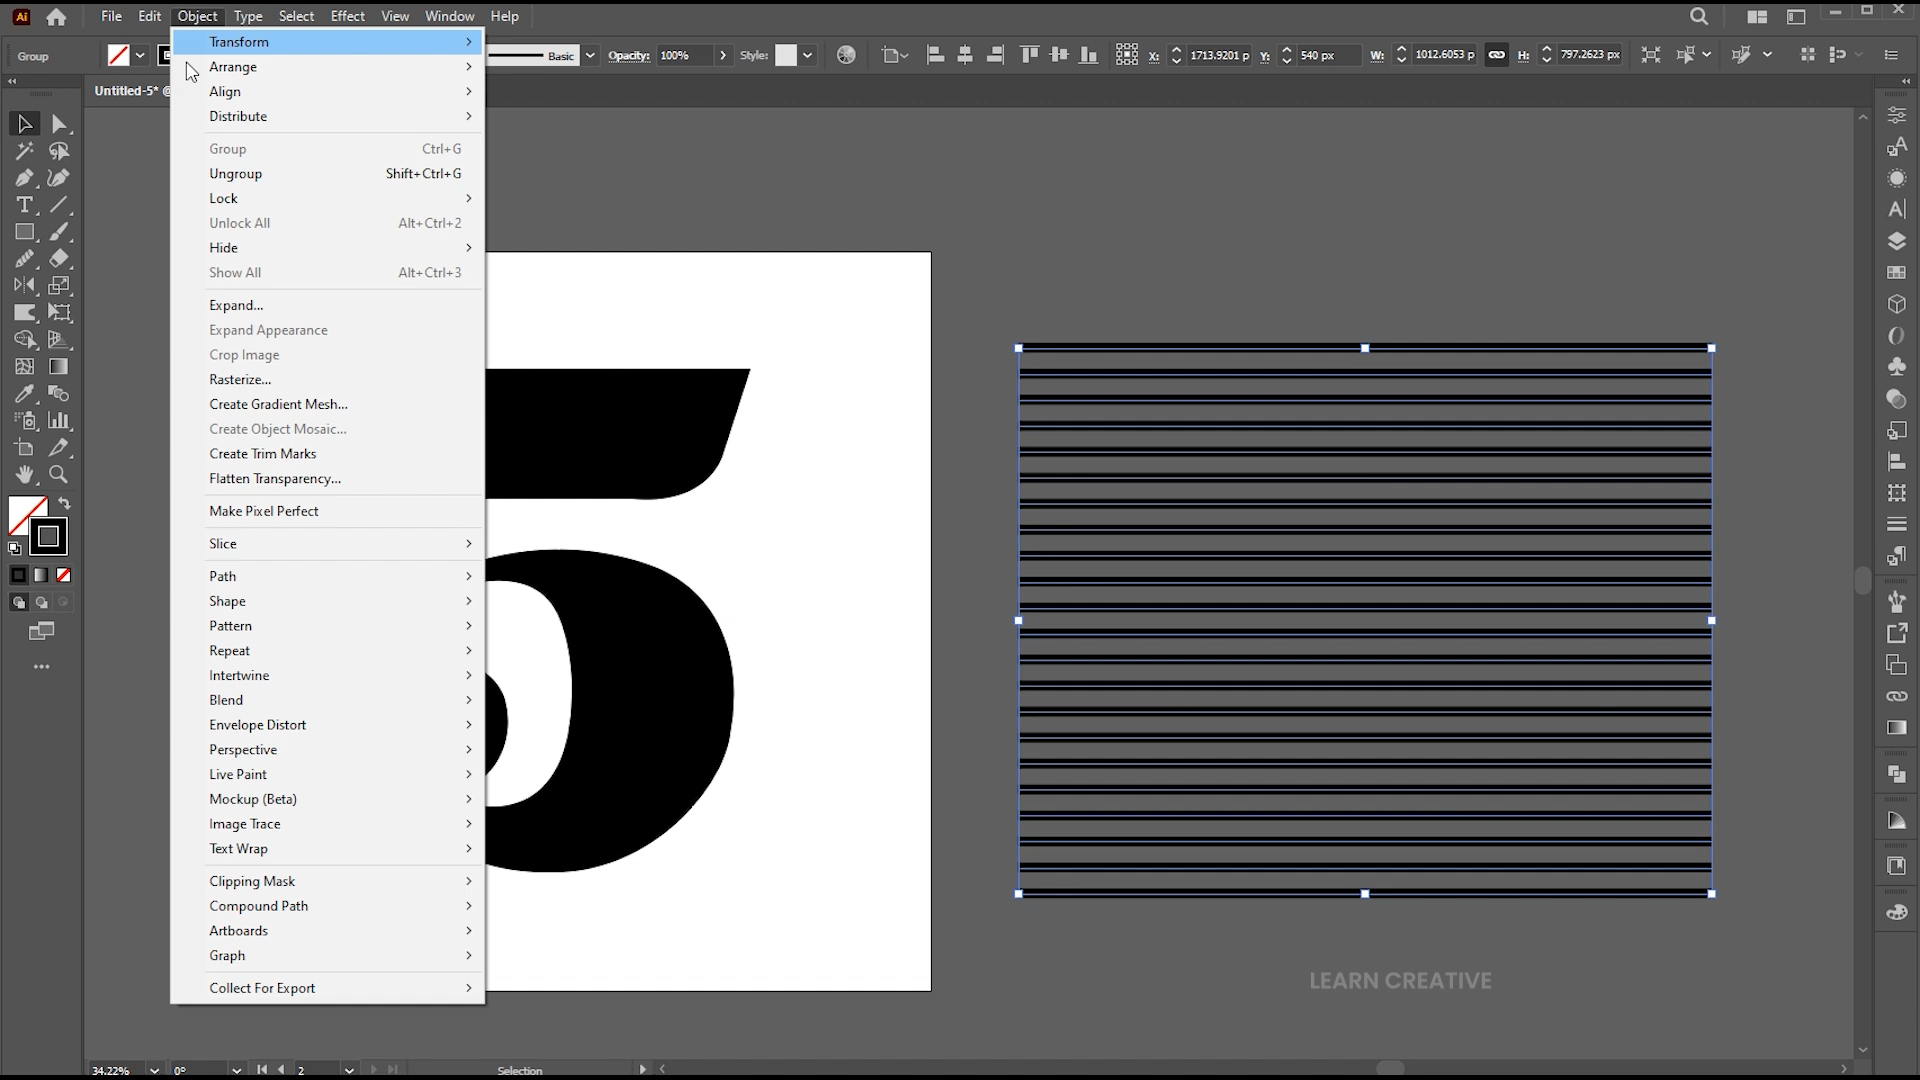 Ai File Edit Object Type Select Effect View Window Help
Group Basic Opacity: 100% Style: X: 1713.9201 p Y: 540 px W: 1012.6053 p H: 797.2623 px
Untitled-5* @
Transform
Arrange
Align
Distribute
Group Ctrl+G
Ungroup Shift+Ctrl+G
Lock
Unlock All Alt+Ctrl+2
Hide
Show All Alt+Ctrl+3
Expand...
Expand Appearance
Crop Image
Rasterize...
Create Gradient Mesh...
Create Object Mosaic...
Create Trim Marks
Flatten Transparency...
Make Pixel Perfect
Slice
Path
Shape
Pattern
Repeat
Intertwine
Blend
Envelope Distort
Perspective
Live Paint
Mockup (Beta)
Image Trace
Text Wrap
Clipping Mask
Compound Path
Artboards
Graph
Collect For Export
LEARN CREATIVE
34.22% 0° 2 Selection